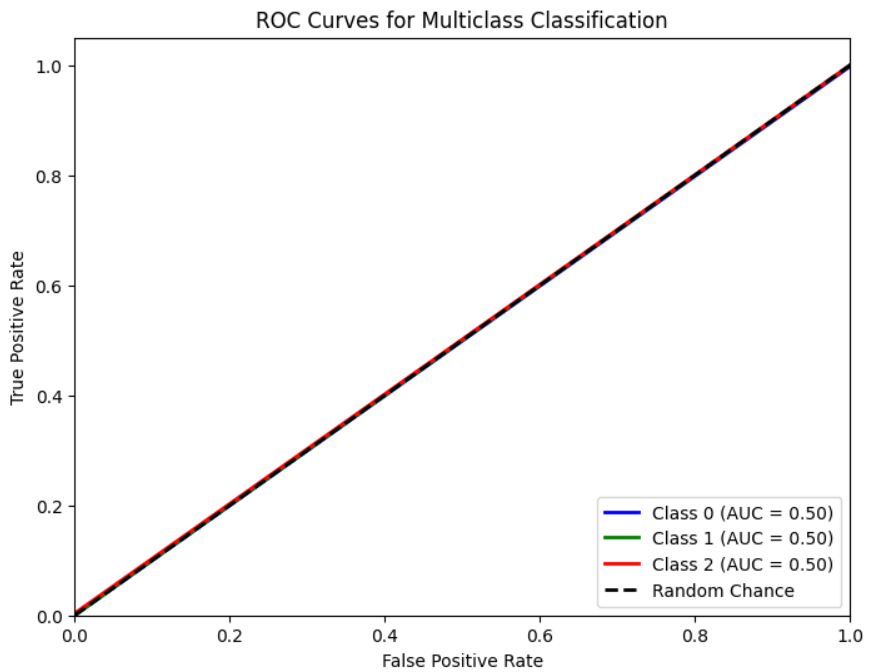 ROC Curves for Multiclass Classification
1.0
0.8
0.6
0.4
0.2
0.0
True Positive Rate
0.0 0.2 0.4 0.6 0.8 1.0
False Positive Rate
Class 0 (AUC = 0.50)
Class 1 (AUC = 0.50)
Class 2 (AUC = 0.50)
Random Chance